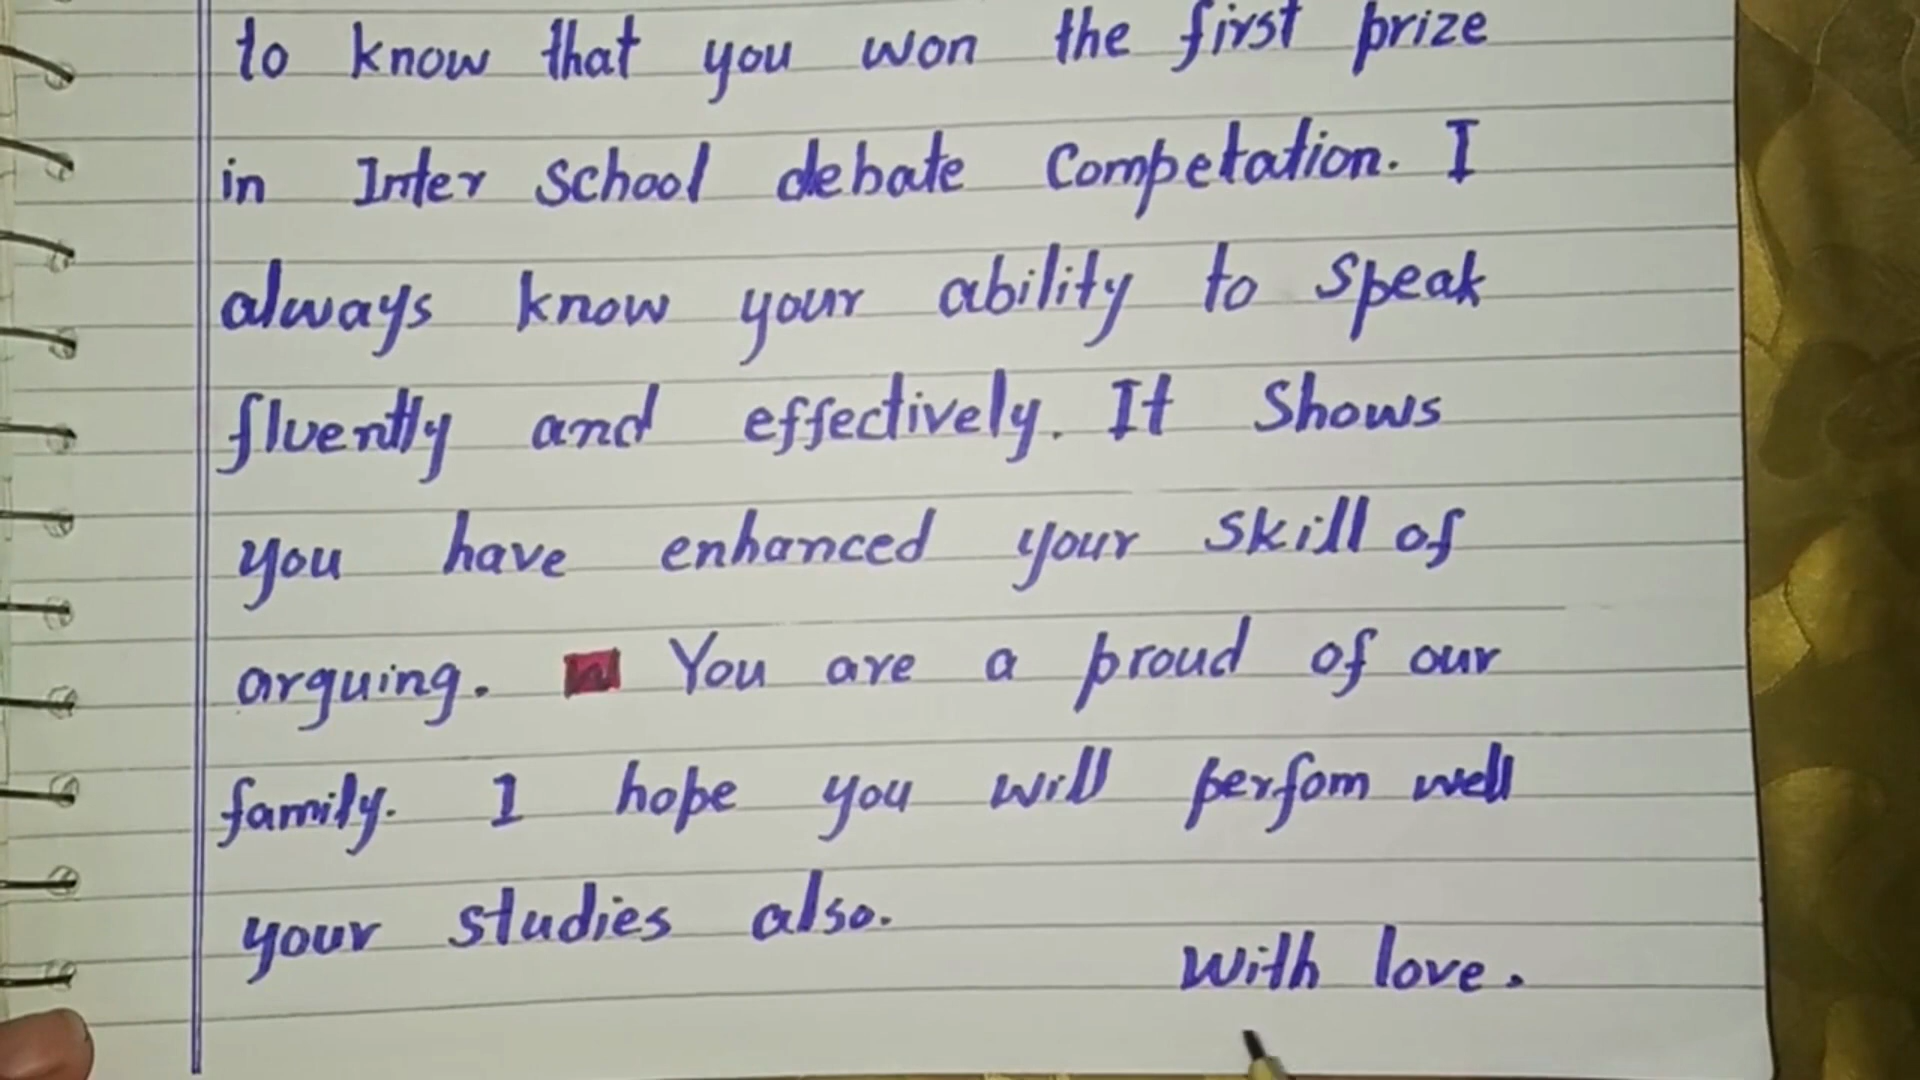 to know that you won the first prize
in Inter School debate Competation. I
always know your ability to speak
fluently and effectively. It shows
you have enhanced your skill of
arguing. You are a proud of our
family. I hope you will perfom well
your studies also.
With love.